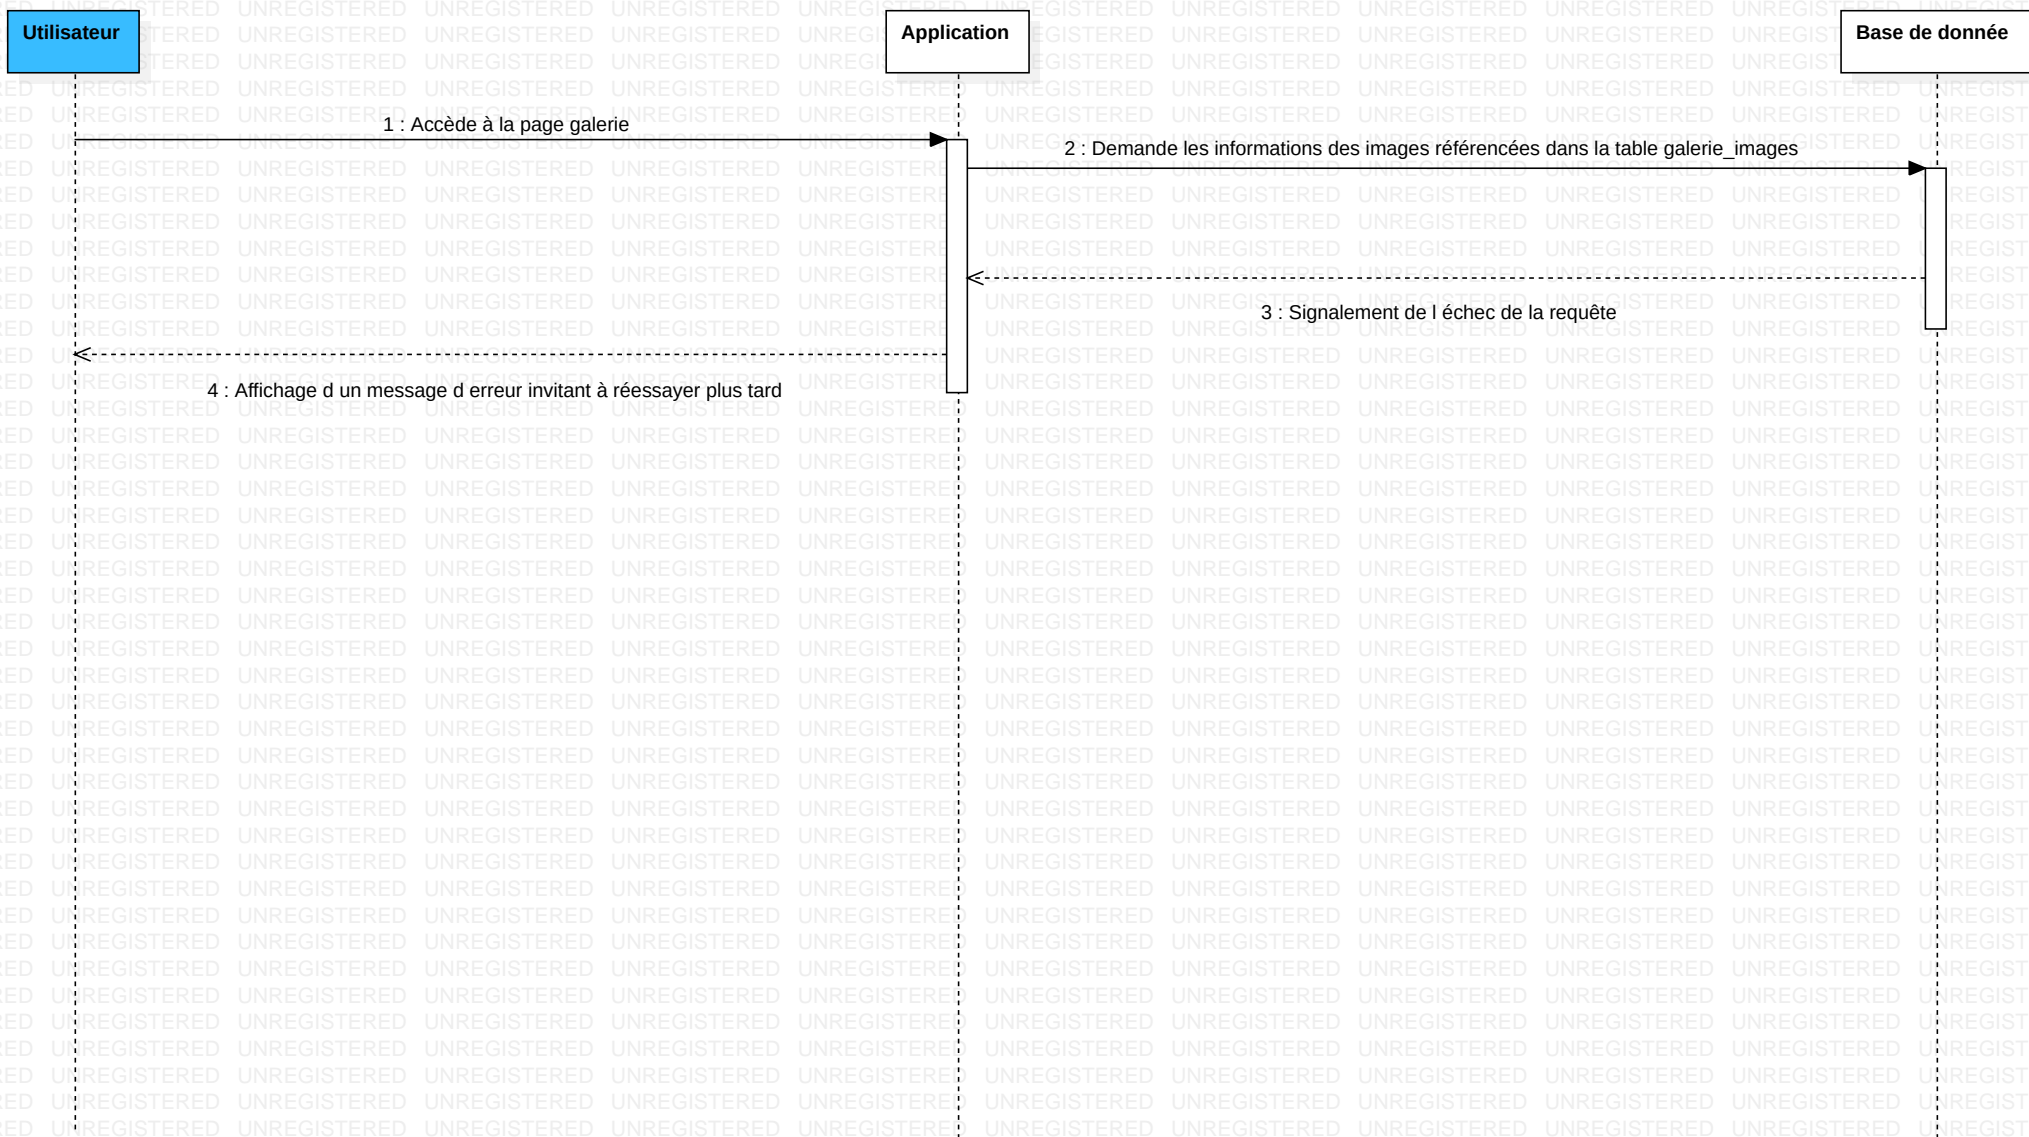 Utilisateur
Application
Base de donnée
1 : Accède à la page galerie
2 : Demande les informations des images référencées dans la table galerie_images
3 : Signalement de l échec de la requête
4 : Affichage d un message d erreur invitant à réessayer plus tard
UNREGISTERED